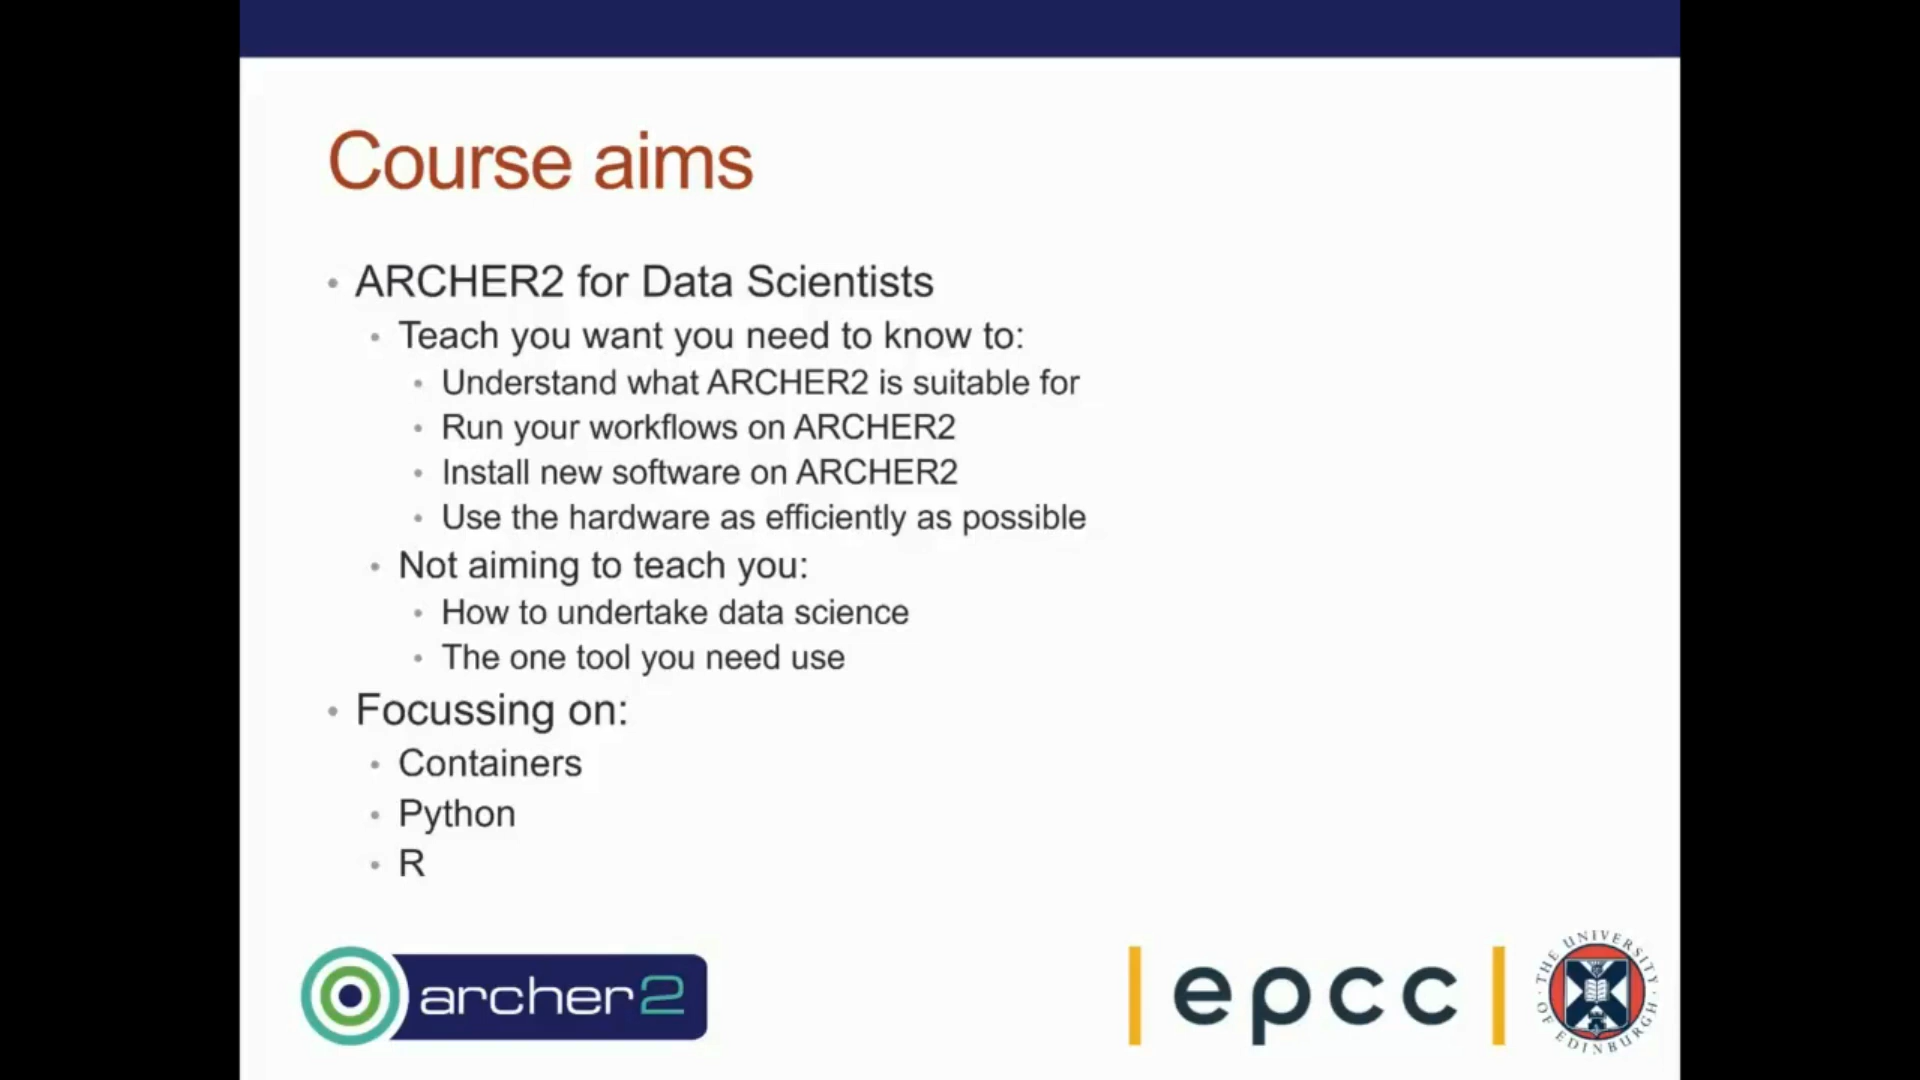 Course aims
• ARCHER2 for Data Scientists
• Teach you want you need to know to:
• Understand what ARCHER2 is suitable for
• Run your workflows on ARCHER2
• Install new software on ARCHER2
• Use the hardware as efficiently as possible
• Not aiming to teach you:
• How to undertake data science
• The one tool you need use
• Focussing on:
• Containers
• Python
• R
archer2
epcc
THE UNIVERSITY OF EDINBURGH